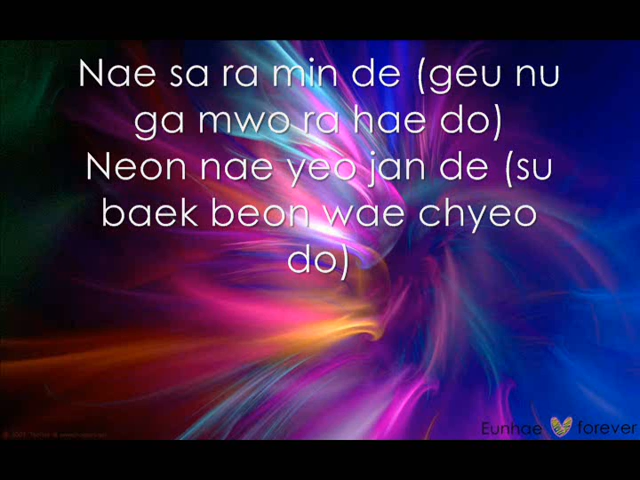 Nae sa ra min de (geu nu
ga mwo ra hae do)
Neon nae yeo jan de (su
baek beon wae chyeo
do)
Eunhae forever